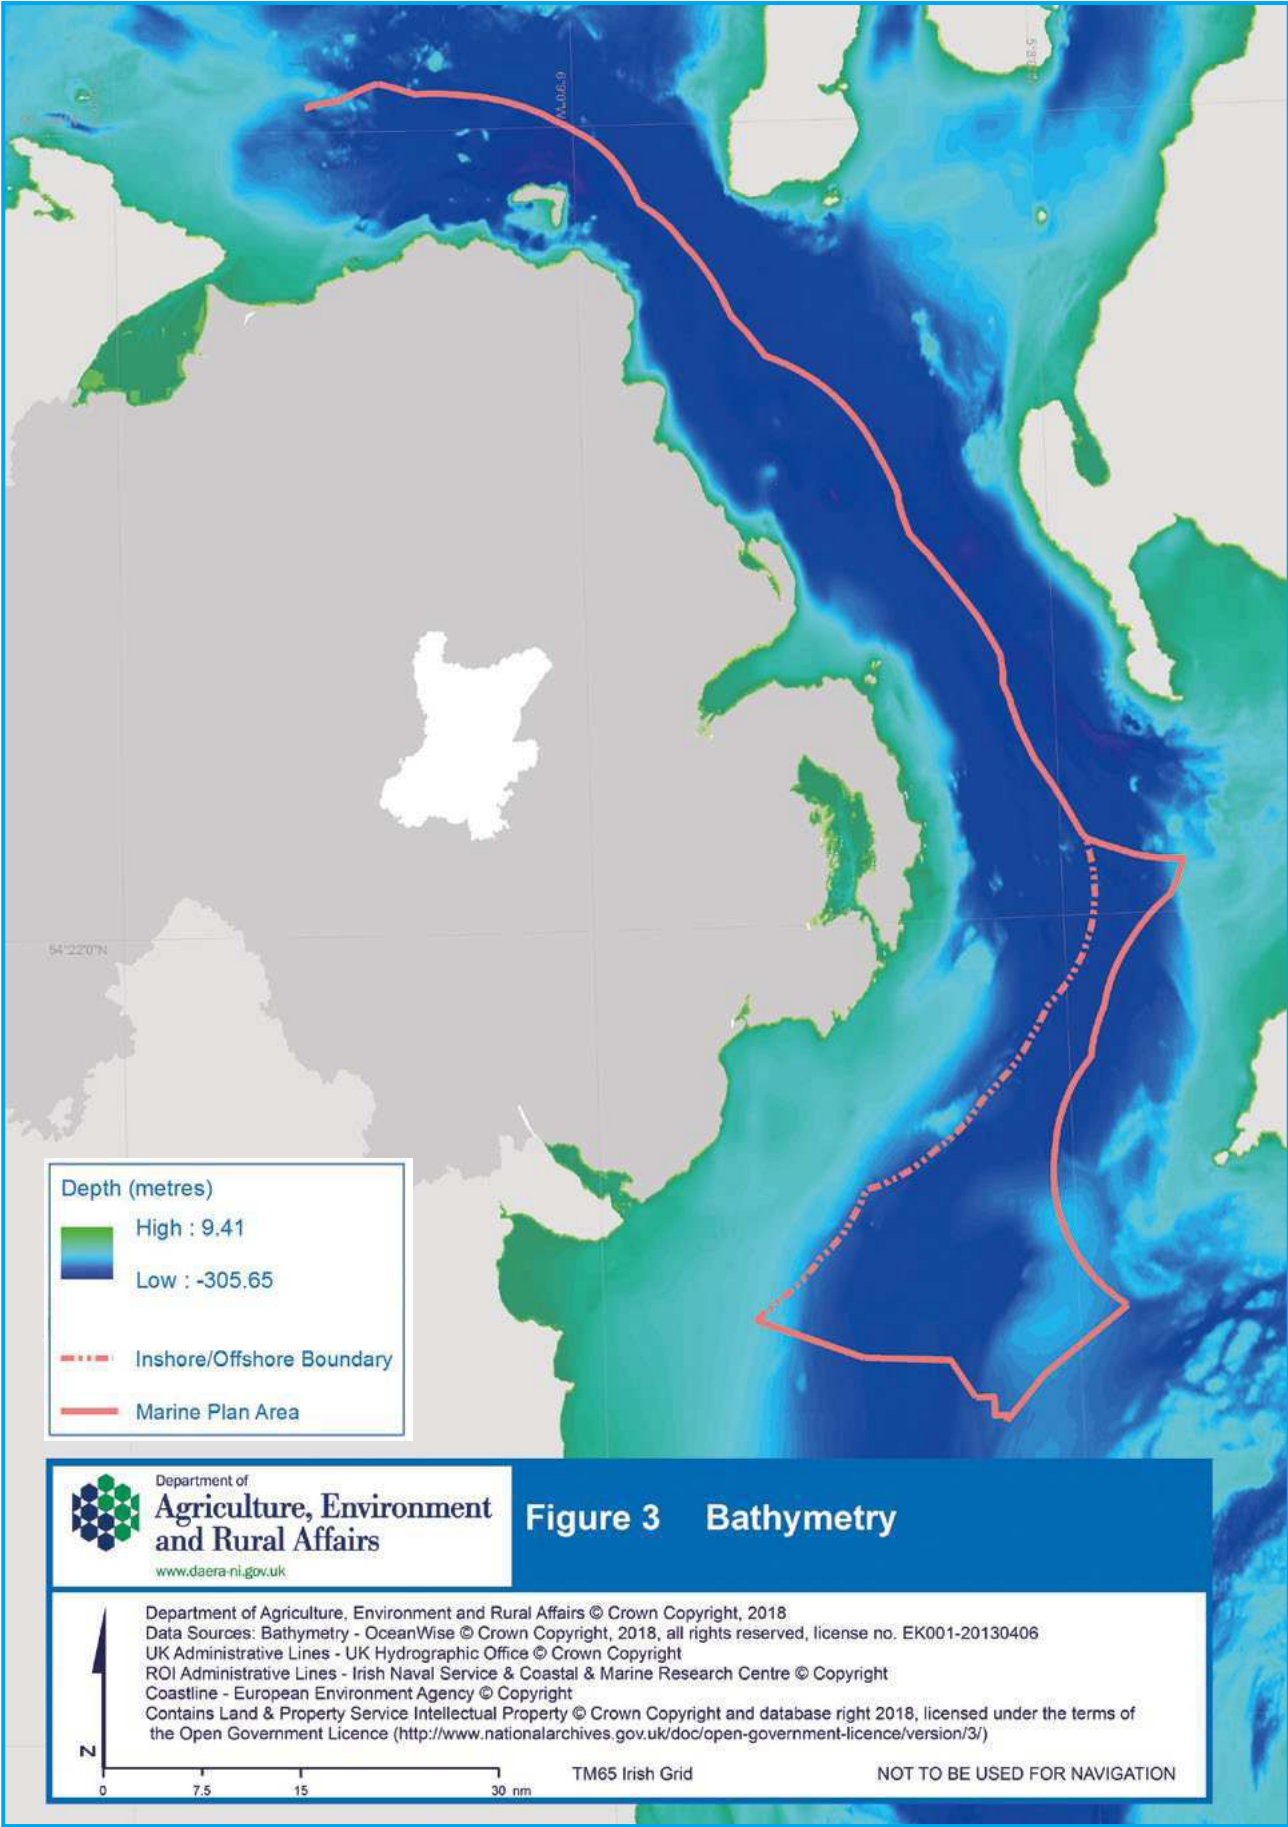 6°9'0"W
54°22'0"N
Depth (metres)
High : 9.41
Low : -305.65
Inshore/Offshore Boundary
Marine Plan Area
Department of
Agriculture, Environment
and Rural Affairs
www.daera-ni.gov.uk
Figure 3 Bathymetry
Department of Agriculture, Environment and Rural Affairs © Crown Copyright, 2018
Data Sources: Bathymetry - OceanWise © Crown Copyright, 2018, all rights reserved, license no. EK001-20130406
UK Administrative Lines - UK Hydrographic Office © Crown Copyright
ROI Administrative Lines - Irish Naval Service & Coastal & Marine Research Centre © Copyright
Coastline - European Environment Agency © Copyright
Contains Land & Property Service Intellectual Property © Crown Copyright and database right 2018, licensed under the terms of
the Open Government Licence (http://www.nationalarchives.gov.uk/doc/open-government-licence/version/3/)
N
0 7.5 15 30 nm
TM65 Irish Grid
NOT TO BE USED FOR NAVIGATION